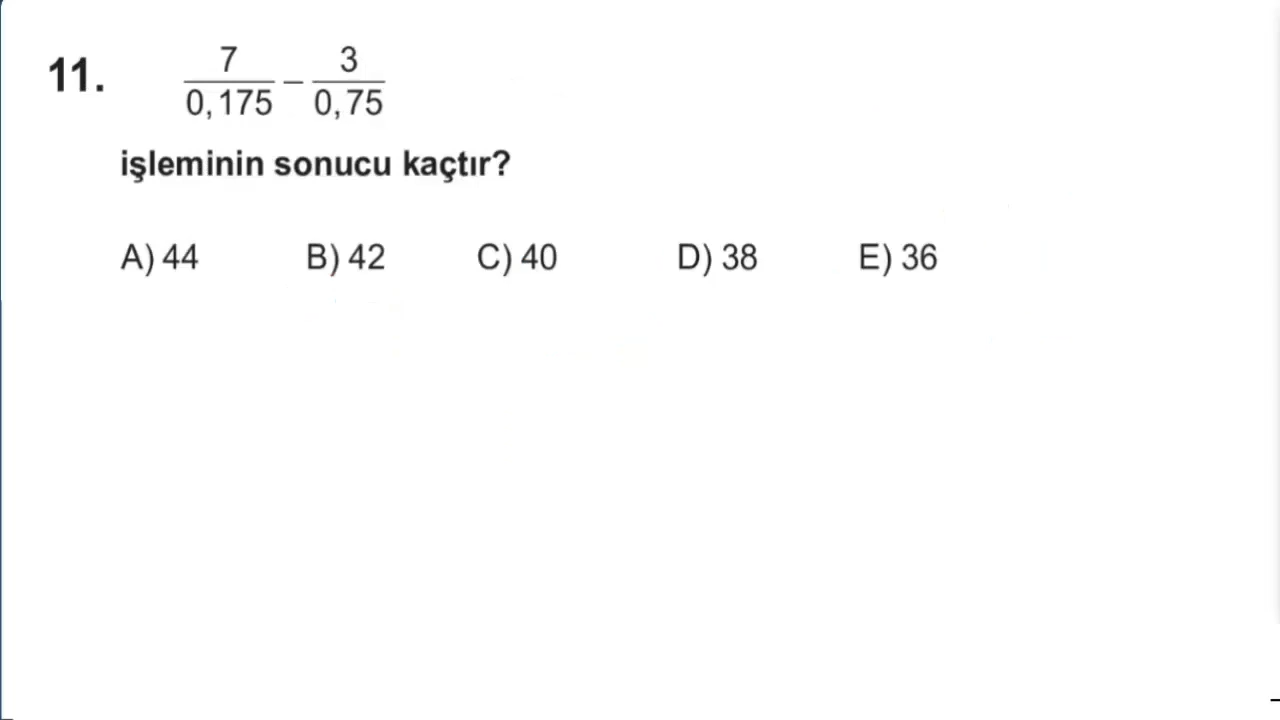 11. 7/0,175 − 3/0,75
işleminin sonucu kaçtır?
A) 44 B) 42 C) 40 D) 38 E) 36